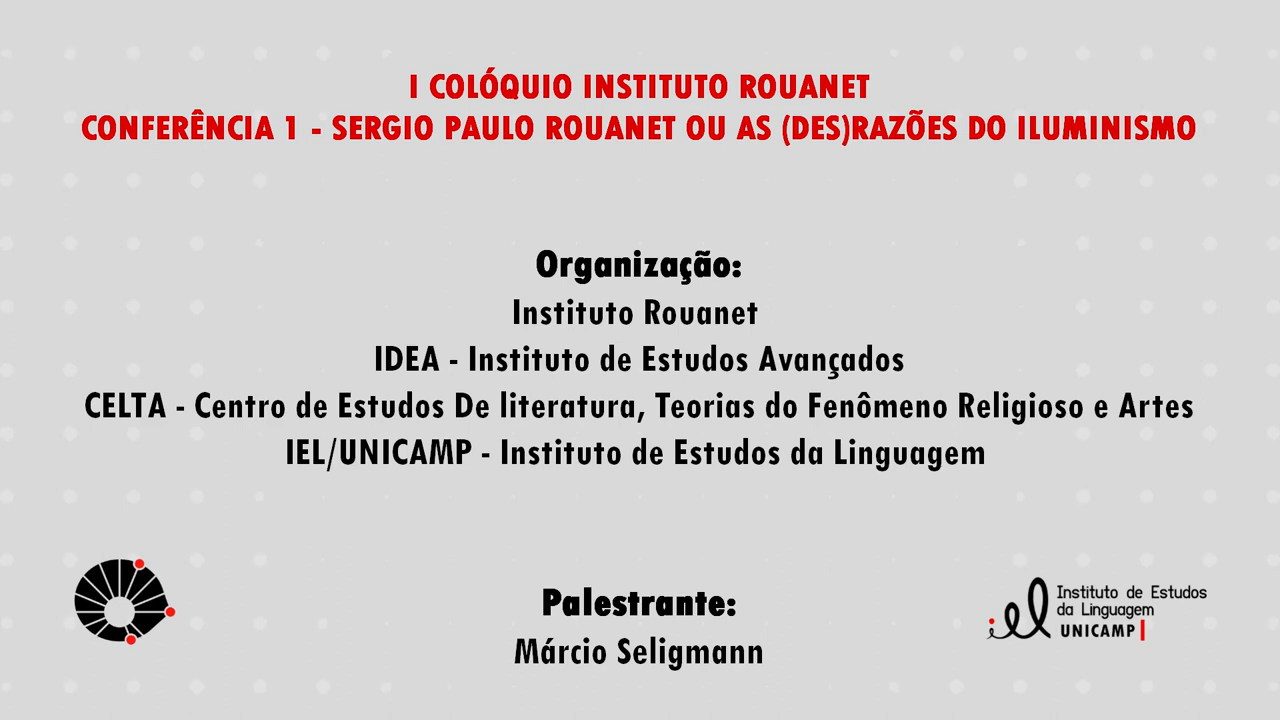 I COLÓQUIO INSTITUTO ROUANET
CONFERÊNCIA 1 - SERGIO PAULO ROUANET OU AS (DES)RAZÕES DO ILUMINISMO
Organização:
Instituto Rouanet
IDEA - Instituto de Estudos Avançados
CELTA - Centro de Estudos De literatura, Teorias do Fenômeno Religioso e Artes
IEL/UNICAMP - Instituto de Estudos da Linguagem
Palestrante:
Márcio Seligmann
iel
Instituto de Estudos
da Linguagem
UNICAMP